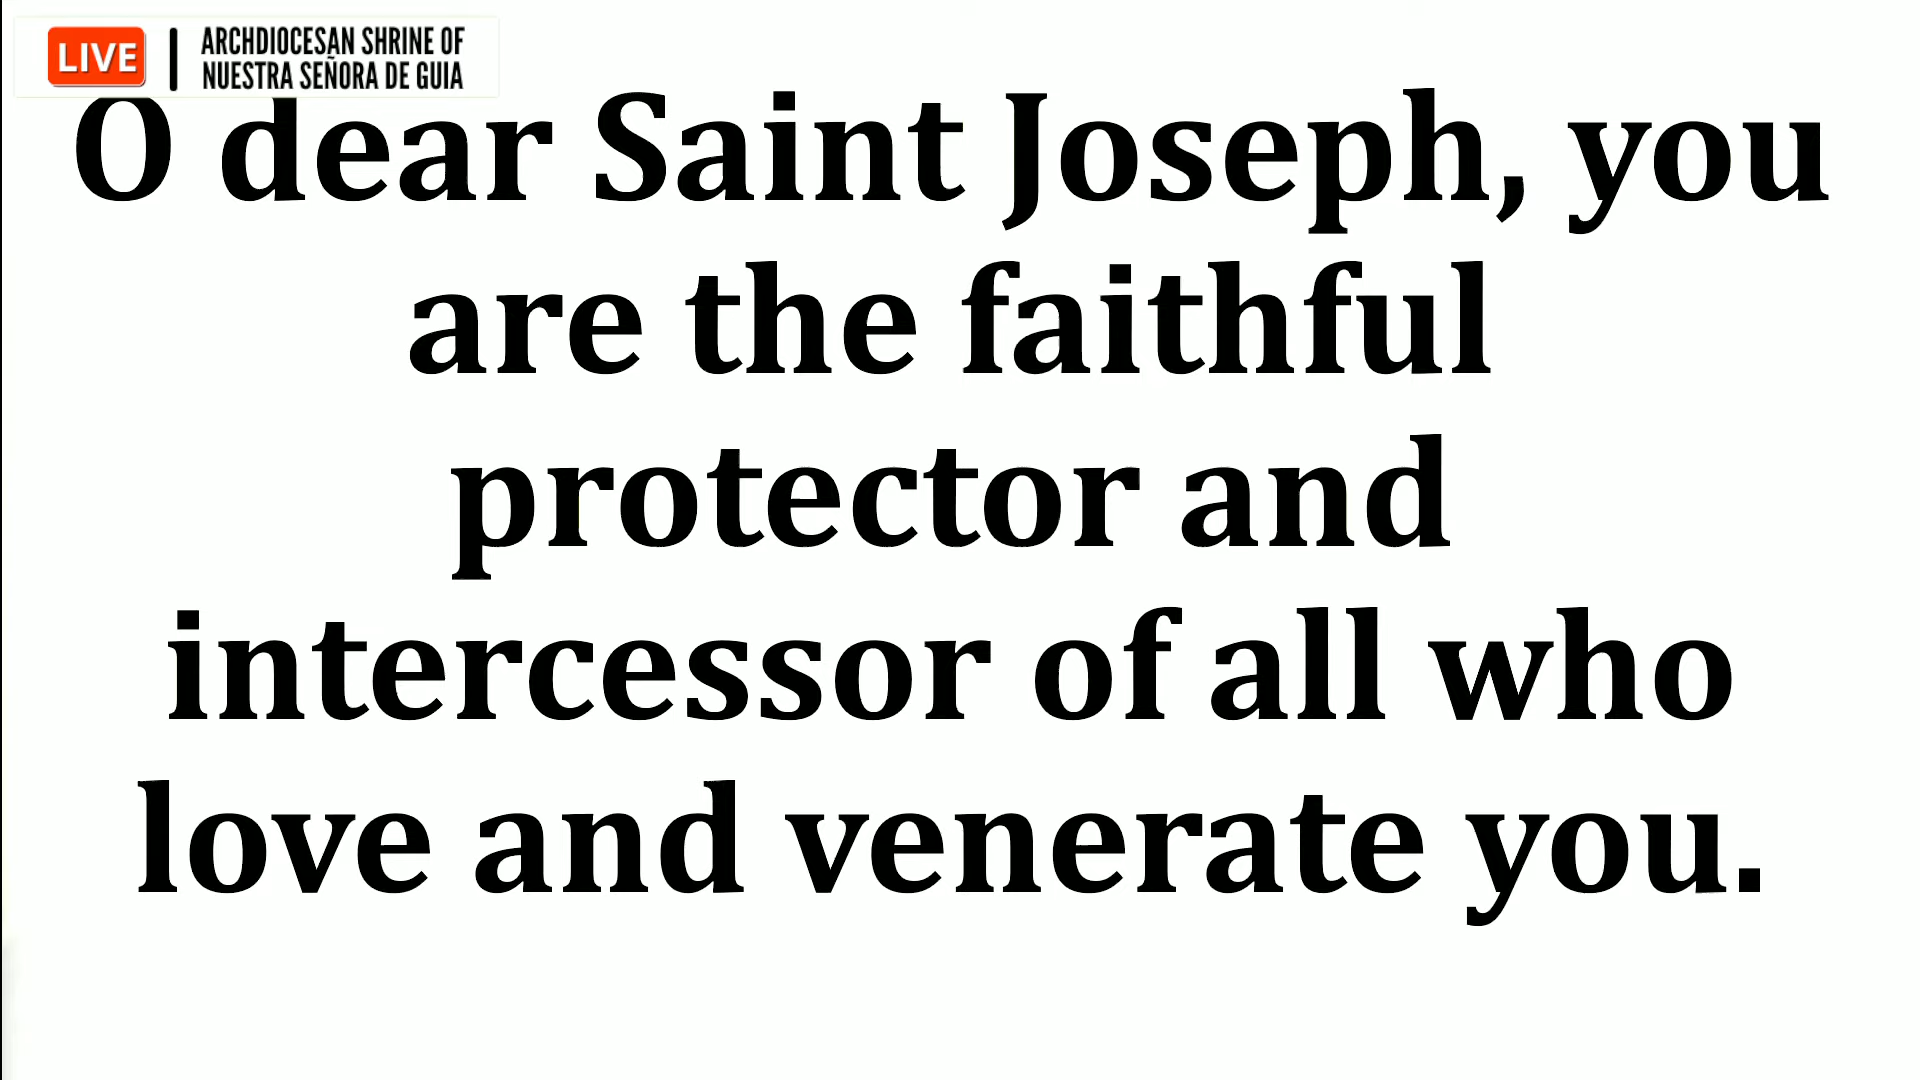 LIVE
ARCHDIOCESAN SHRINE OF
NUESTRA SEÑORA DE GUIA
O dear Saint Joseph, you
are the faithful
protector and
intercessor of all who
love and venerate you.